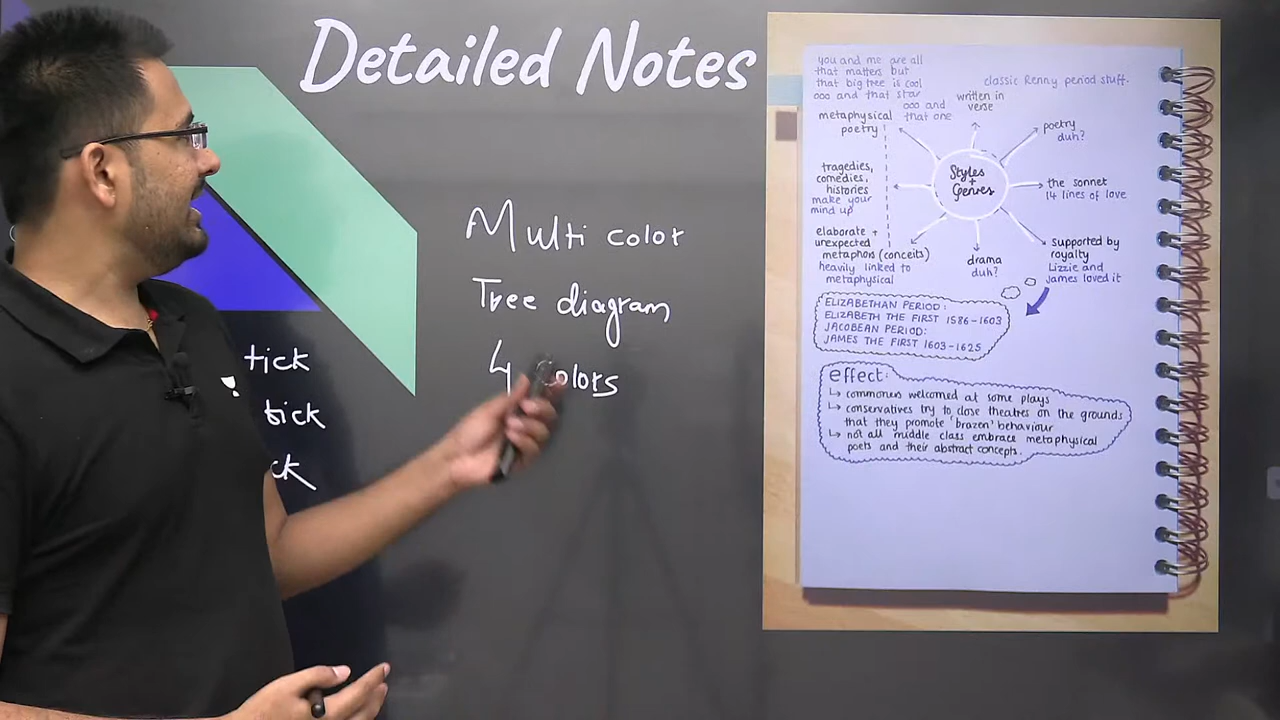 Detailed Notes
Multi color
Tree diagram
4 colors
tick
tick
ck
you and me are all
that matters but
that big tree is cool
ooo and that star
ooo and
that one
classic Renny period stuff.
metaphysical
poetry
written in
verse
poetry
duh?
tragedies,
comedies,
histories
make your
mind up
Styles
+
Genres
the sonnet
14 lines of love
elaborate +
unexpected
metaphors (conceits)
heavily linked to
metaphysical
drama
duh?
supported by
royalty
Lizzie and
James loved it
ELIZABETHAN PERIOD:
ELIZABETH THE FIRST 1586-1603
JACOBEAN PERIOD:
JAMES THE FIRST 1603-1625
effect:
↳ commoners welcomed at some plays
↳ conservatives try to close theatres on the grounds
that they promote 'brazen' behaviour
↳ not all middle class embrace metaphysical
poets and their abstract concepts.